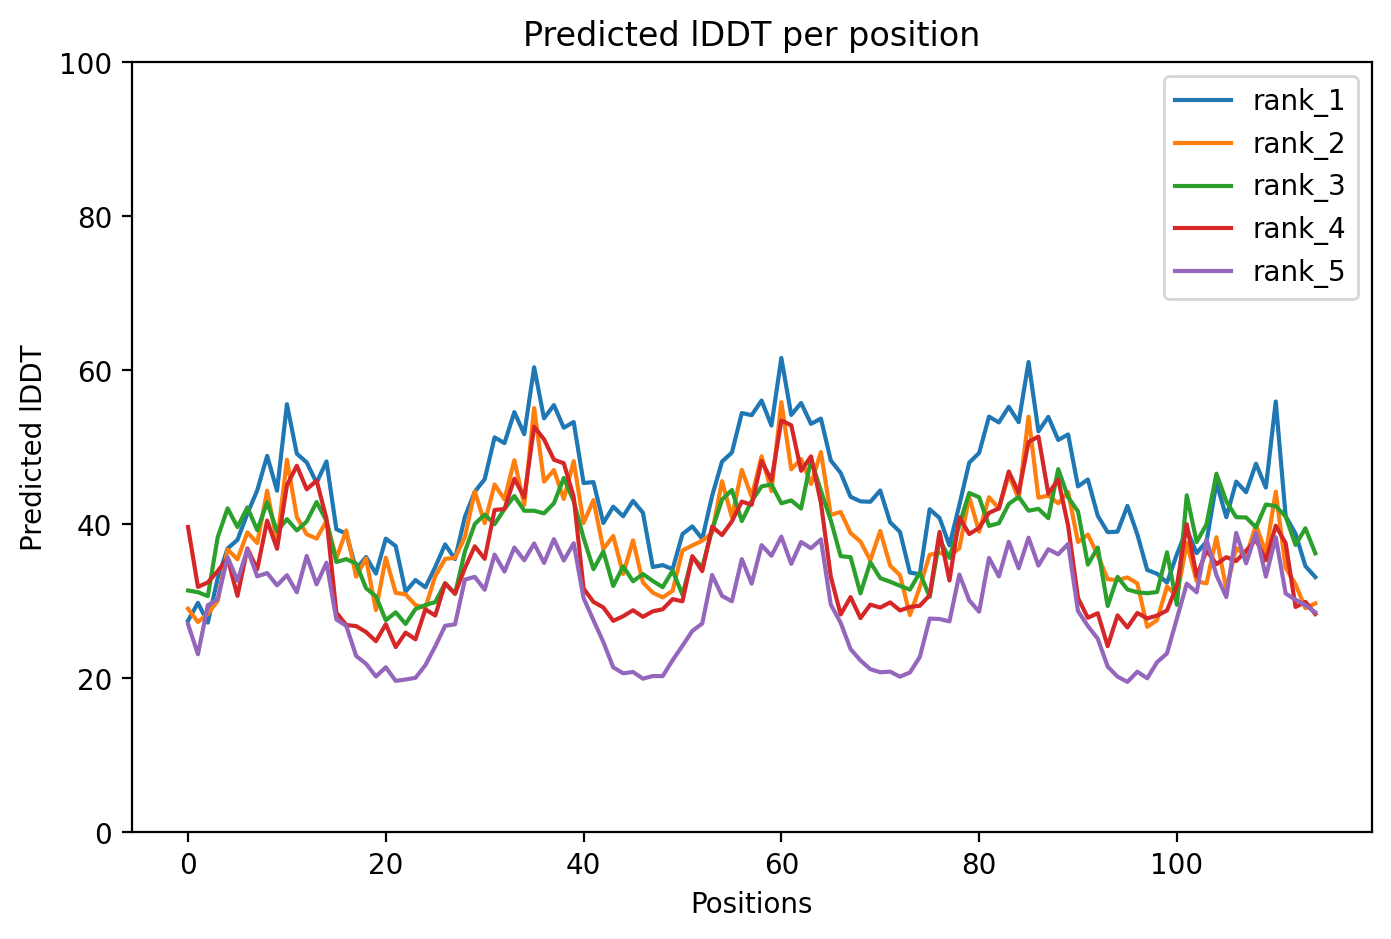 Predicted lDDT per position
100
80
60
40
20
0
Predicted lDDT
0 20 40 60 80 100
Positions
rank_1
rank_2
rank_3
rank_4
rank_5